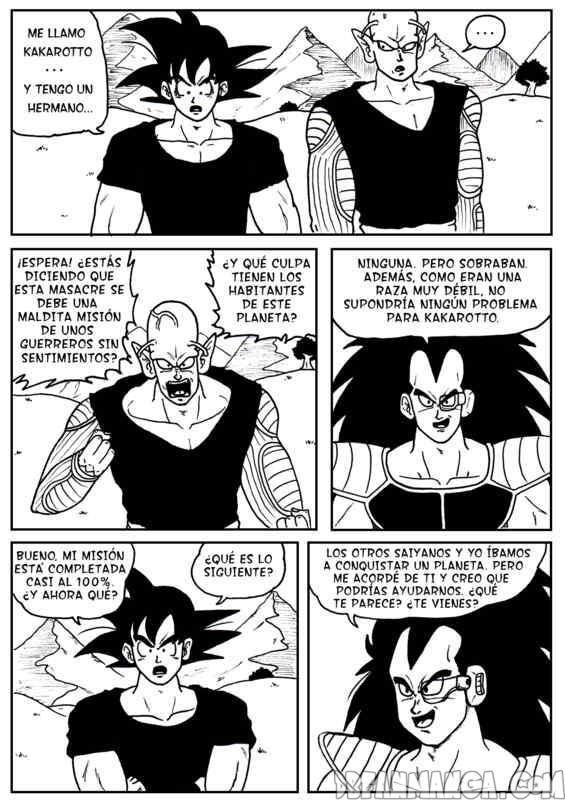 ME LLAMO
KAKAROTTO
...
Y TENGO UN
HERMANO...
...
¡ESPERA! ¿ESTÁS
DICIENDO QUE
ESTA MASACRE SE
DEBE UNA
MALDITA MISIÓN
DE UNOS
GUERREROS SIN
SENTIMIENTOS?
¿Y QUÉ CULPA
TIENEN LOS
HABITANTES
DE ESTE
PLANETA?
NINGUNA. PERO SOBRABAN.
ADEMÁS, COMO ERAN UNA
RAZA MUY DÉBIL, NO
SUPONDRÍA NINGÚN PROBLEMA
PARA KAKAROTTO.
BUENO, MI MISIÓN
ESTÁ COMPLETADA
CASI AL 100%.
¿Y AHORA QUÉ?
¿QUÉ ES LO
SIGUIENTE?
LOS OTROS SAIYANOS Y YO ÍBAMOS
A CONQUISTAR UN PLANETA. PERO
ME ACORDÉ DE TI Y CREO QUE
PODRÍAS AYUDARNOS. ¿QUÉ
TE PARECE? ¿TE VIENES?
DBFANMANGA.COM